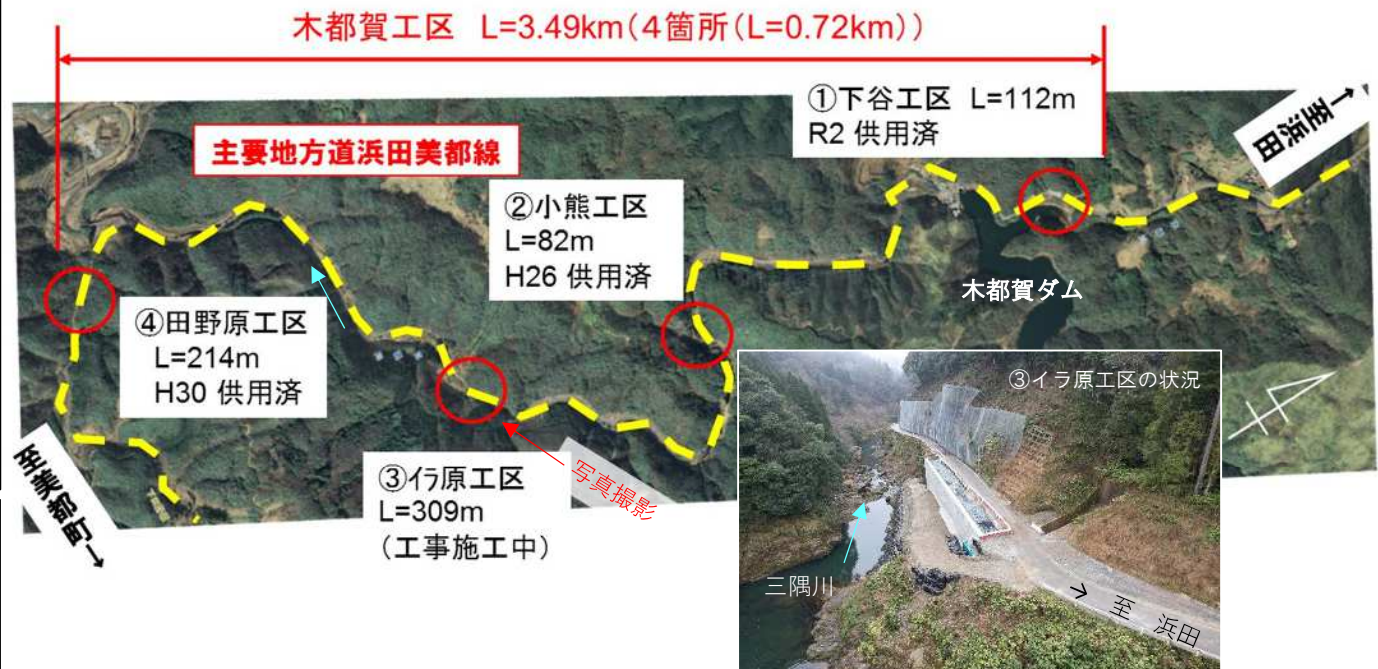 木都賀工区 L=3.49km(4箇所(L=0.72km))
①下谷工区 L=112m
R2 供用済
至浜田
主要地方道浜田美都線
②小熊工区
L=82m
H26 供用済
木都賀ダム
④田野原工区
L=214m
H30 供用済
③イラ原工区の状況
至美都町
③イラ原工区
L=309m
(工事施工中)
写真撮影
三隅川
至 浜田